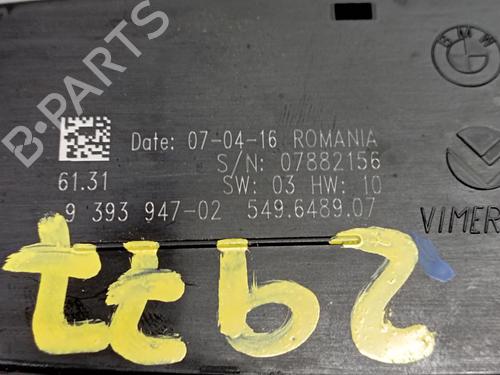 BMW
Date: 07-04-16 ROMANIA
S/N: 07882156
61.31
SW: 03 HW: 10
9 393 947-02 549.6489.07
VIMER
B-PARTS